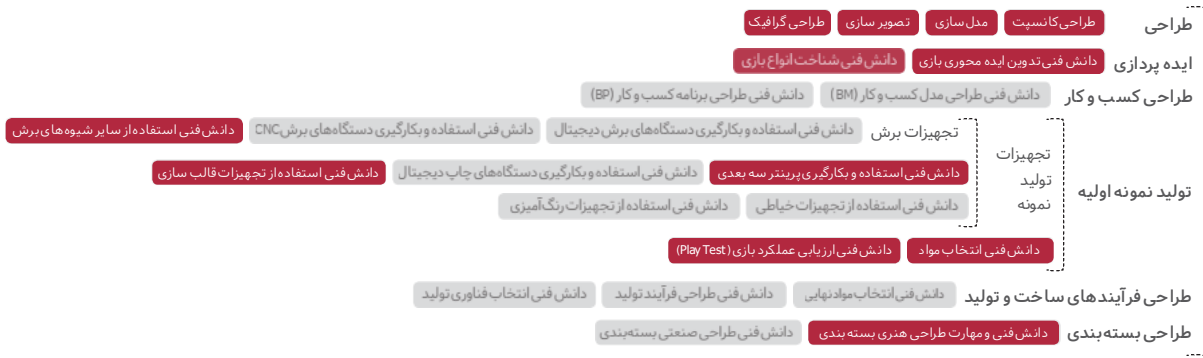 طراحی طراحی کانسپت مدل سازی تصویر سازی طراحی گرافیک
ایده پردازی دانش فنی تدوین ایده محوری بازی دانش فنی شناخت انواع بازی
طراحی کسب و کار دانش فنی طراحی مدل کسب و کار (BM) دانش فنی طراحی برنامه کسب و کار (BP)
تولید نمونه اولیه
تجهیزات تولید نمونه
تجهیزات برش دانش فنی استفاده و بکارگیری دستگاه‌های برش دیجیتال دانش فنی استفاده و بکارگیری دستگاه‌های برش CNC دانش فنی استفاده از سایر شیوه‌های برش
دانش فنی استفاده و بکارگیری پرینتر سه بعدی دانش فنی استفاده و بکارگیری دستگاه‌های چاپ دیجیتال دانش فنی استفاده از تجهیزات قالب سازی
دانش فنی استفاده از تجهیزات خیاطی دانش فنی استفاده از تجهیزات رنگ‌آمیزی
دانش فنی انتخاب مواد دانش فنی ارزیابی عملکرد بازی (Play Test)
طراحی فرآیندهای ساخت و تولید دانش فنی انتخاب مواد نهایی دانش فنی طراحی فرآیند تولید دانش فنی انتخاب فناوری تولید
طراحی بسته‌بندی دانش فنی و مهارت طراحی هنری بسته بندی دانش فنی طراحی صنعتی بسته‌بندی